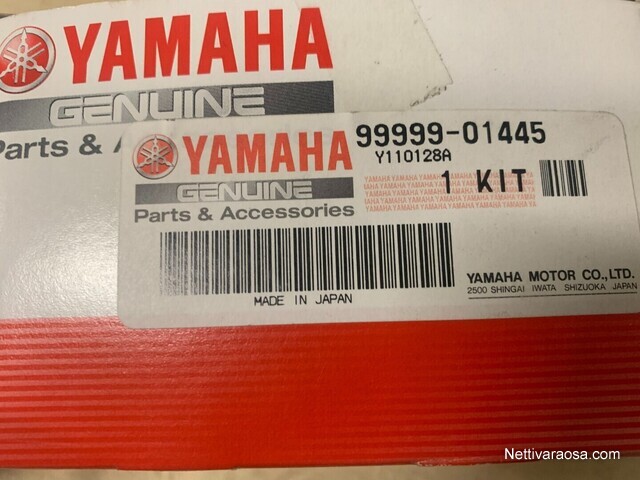 YAMAHA
GENUINE
Parts & A
YAMAHA
GENUINE
Parts & Accessories
99999-01445
Y110128A
1 KIT
MADE IN JAPAN
YAMAHA MOTOR CO., LTD.
2500 SHINGAI IWATA SHIZUOKA JAPAN
Nettivaraosa.com